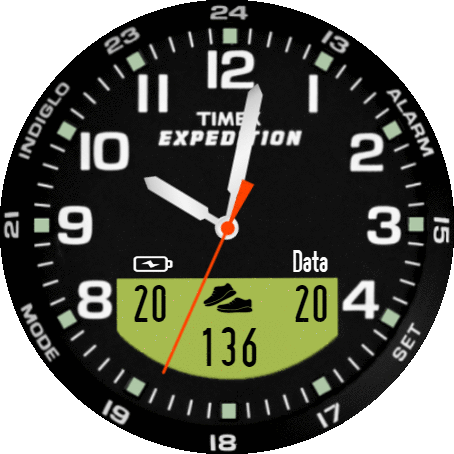 24
23 13
12
11 1
INDIGLO ALARM
TIMEX
EXPEDITION
10 2
21 9 3 15
Data
8 20 20 4
136
MODE SET
19 17
18